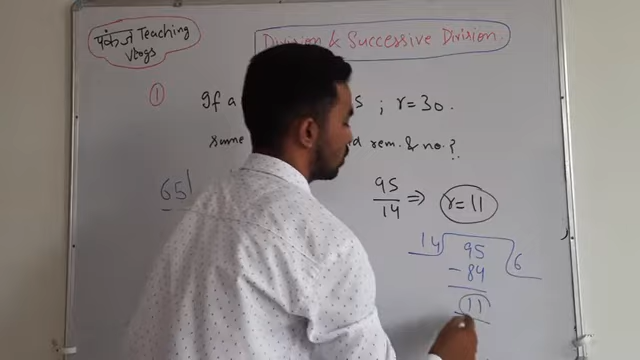 पंकज Teaching
Vlogs
Division & Successive Division.
① If a s ; r = 30.
same d rem. & no.?
65
95/14 ⇒ r = 11
14 95 6
- 84
11